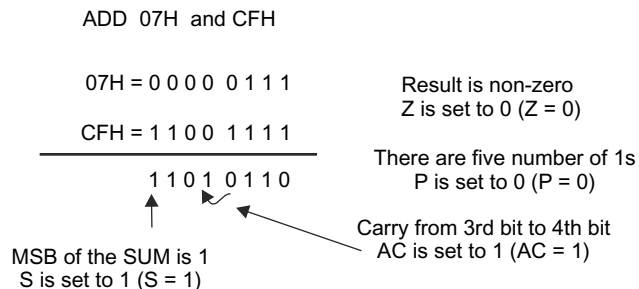 ADD 07H and CFH
07H = 0 0 0 0 0 1 1 1
CFH = 1 1 0 0 1 1 1 1
1 1 0 1 0 1 1 0
Result is non-zero
Z is set to 0 (Z = 0)
There are five number of 1s
P is set to 0 (P = 0)
Carry from 3rd bit to 4th bit
AC is set to 1 (AC = 1)
MSB of the SUM is 1
S is set to 1 (S = 1)